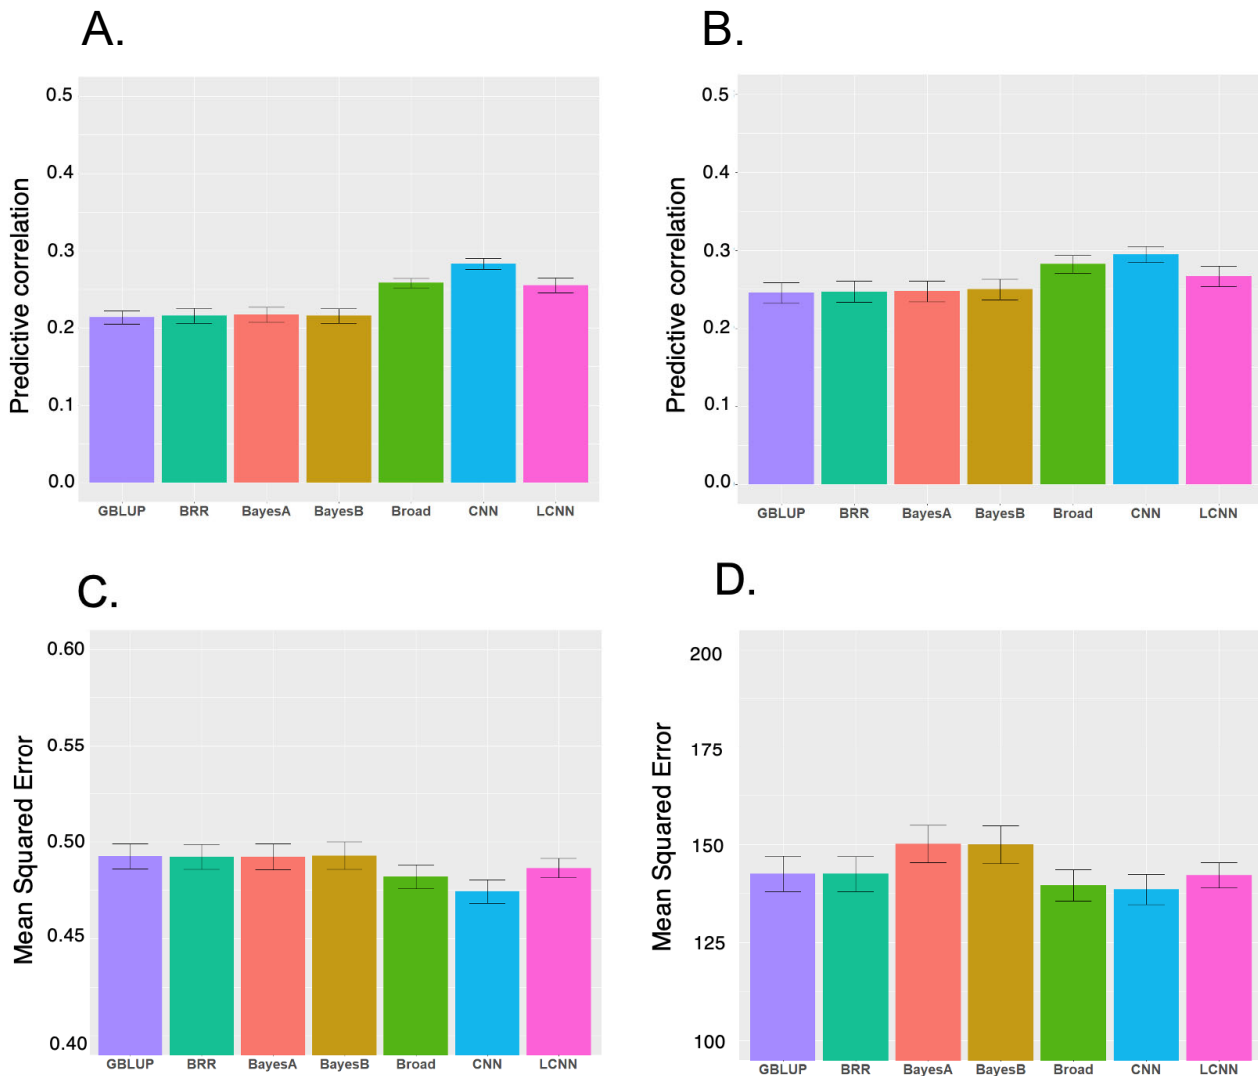 A.
0.5
0.4
0.3
0.2
0.1
0.0
Predictive correlation
GBLUP BRR BayesA BayesB Broad CNN LCNN
B.
0.5
0.4
0.3
0.2
0.1
0.0
Predictive correlation
GBLUP BRR BayesA BayesB Broad CNN LCNN
C.
0.60
0.55
0.50
0.45
0.40
Mean Squared Error
GBLUP BRR BayesA BayesB Broad CNN LCNN
D.
200
175
150
125
100
Mean Squared Error
GBLUP BRR BayesA BayesB Broad CNN LCNN